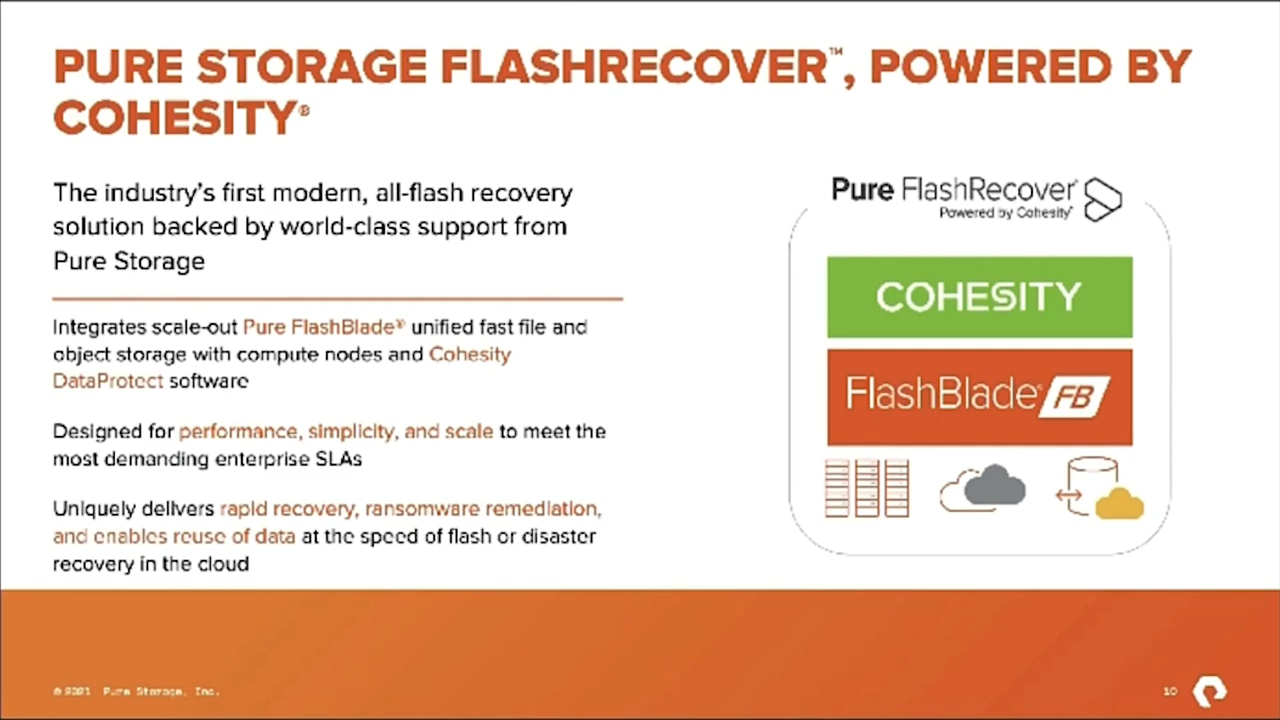 PURE STORAGE FLASHRECOVER™, POWERED BY
COHESITY®
The industry's first modern, all-flash recovery
solution backed by world-class support from
Pure Storage
Integrates scale-out Pure FlashBlade® unified fast file and
object storage with compute nodes and Cohesity
DataProtect software
Designed for performance, simplicity, and scale to meet the
most demanding enterprise SLAs
Uniquely delivers rapid recovery, ransomware remediation,
and enables reuse of data at the speed of flash or disaster
recovery in the cloud
Pure FlashRecover
Powered by Cohesity
COHESITY
FlashBlade® FB
© 2021 Pure Storage, Inc.
10